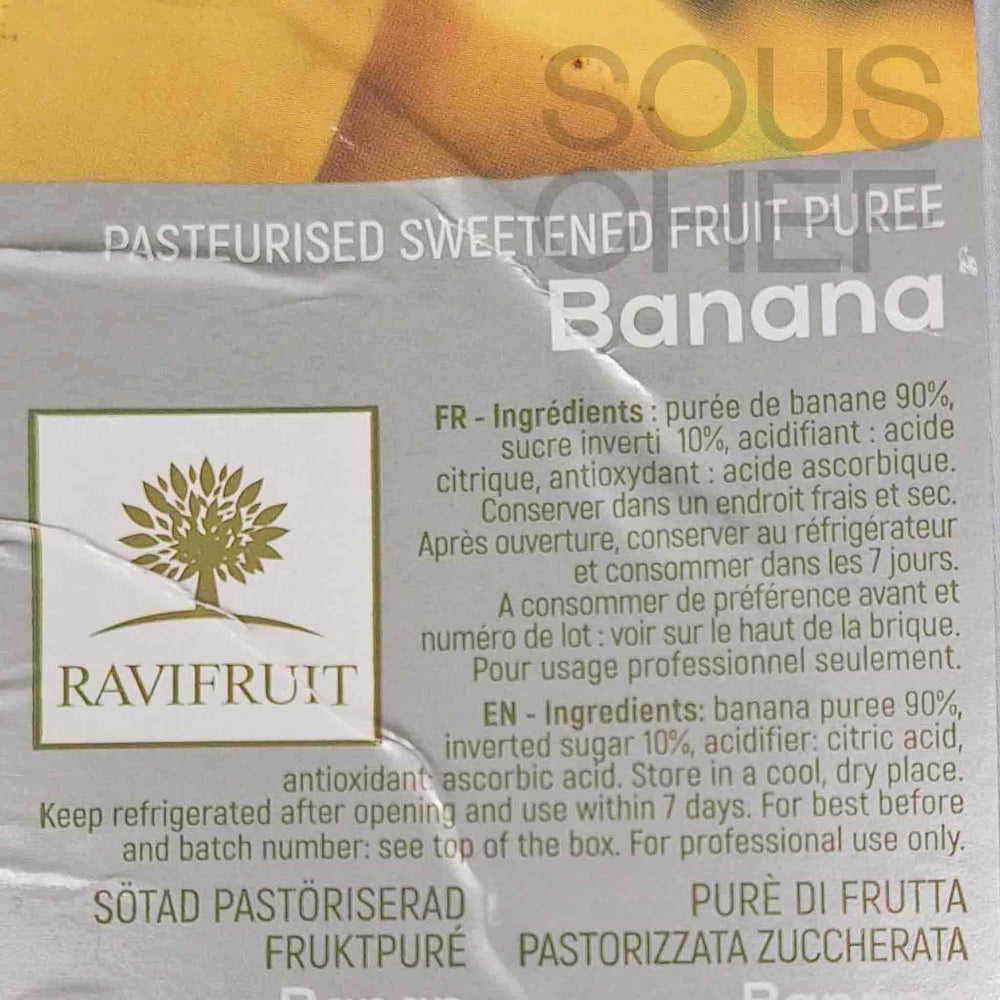 SOUS
CHEF
PASTEURISED SWEETENED FRUIT PUREE
Banana
FR - Ingrédients : purée de banane 90%,
sucre inverti 10%, acidifiant : acide
citrique, antioxydant : acide ascorbique.
Conserver dans un endroit frais et sec.
Après ouverture, conserver au réfrigérateur
et consommer dans les 7 jours.
A consommer de préférence avant et
numéro de lot : voir sur le haut de la brique.
Pour usage professionnel seulement.
RAVIFRUIT
EN - Ingredients: banana puree 90%,
inverted sugar 10%, acidifier: citric acid,
antioxidant: ascorbic acid. Store in a cool, dry place.
Keep refrigerated after opening and use within 7 days. For best before
and batch number: see top of the box. For professional use only.
SÖTAD PASTÖRISERAD
FRUKTPURÉ
PURÈ DI FRUTTA
PASTORIZZATA ZUCCHERATA